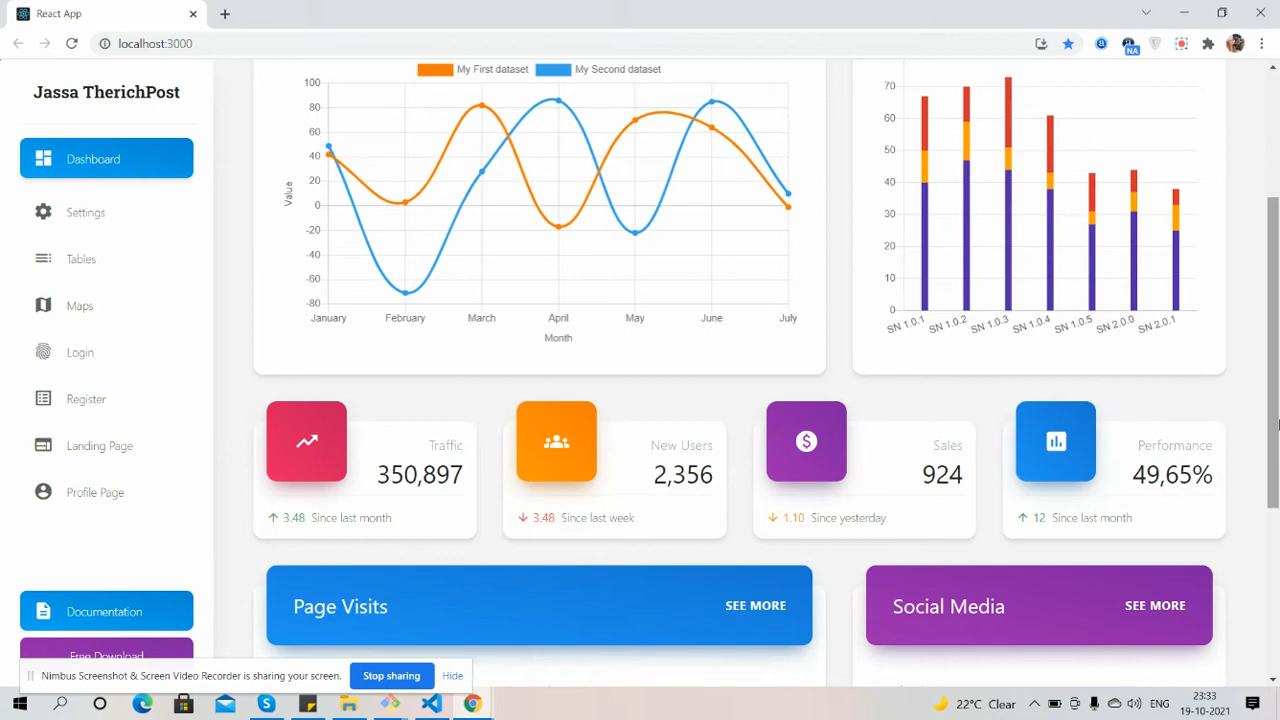 React App
localhost:3000
NA
Jassa TherichPost
Dashboard
Settings
Tables
Maps
Login
Register
Landing Page
Profile Page
Documentation
Free Download
My First dataset My Second dataset
100
80
60
40
20
0
-20
-40
-60
-80
Value
January February March April May June July
Month
70
60
50
40
30
20
10
0
SN 1.0.1 SN 1.0.2 SN 1.0.3 SN 1.0.4 SN 1.0.5 SN 2.0.0 SN 2.0.1
Traffic
350,897
3.48 Since last month
New Users
2,356
3.48 Since last week
Sales
924
1.10 Since yesterday
Performance
49,65%
12 Since last month
Page Visits SEE MORE
Social Media SEE MORE
Nimbus Screenshot & Screen Video Recorder is sharing your screen. Stop sharing Hide
22°C Clear
ENG
23:33
19-10-2021